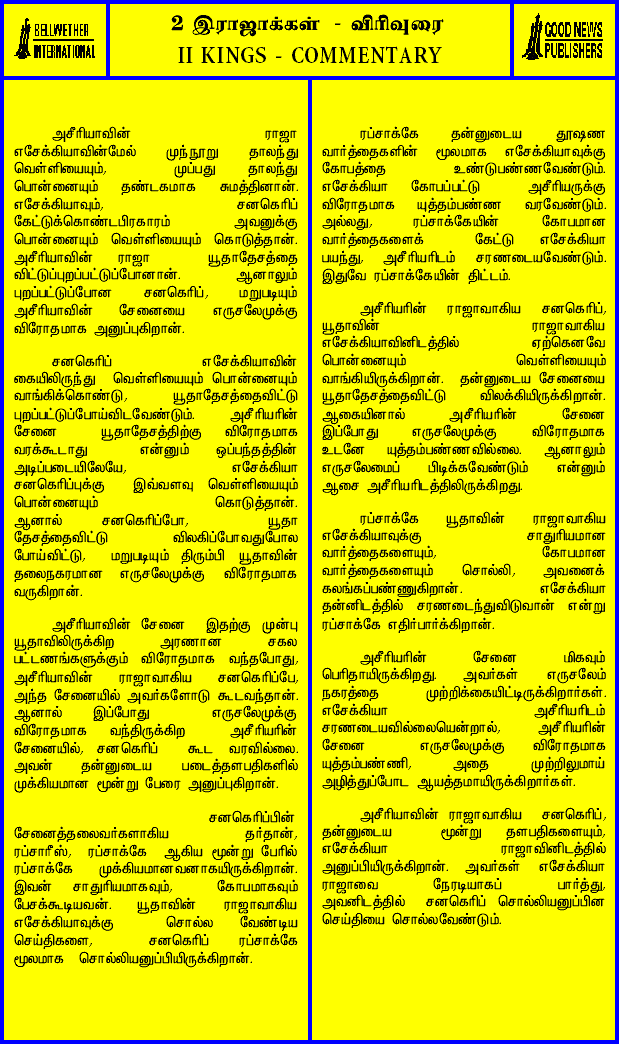 BELLWETHER
INTERNATIONAL
2 இராஜாக்கள் - விரிவுரை
II KINGS - COMMENTARY
GOOD NEWS
PUBLISHERS
அசீரியாவின் ராஜா
எசேக்கியாவின்மேல் முந்நூறு தாலந்து
வெள்ளியையும், முப்பது தாலந்து
பொன்னையும் தண்டகமாக சுமத்தினான்.
எசேக்கியாவும், சனகெரிப்
கேட்டுக்கொண்டபிரகாரம் அவனுக்கு
பொன்னையும் வெள்ளியையும் கொடுத்தான்.
அசீரியாவின் ராஜா யூதாதேசத்தை
விட்டுப்புறப்பட்டுப்போனான். ஆனாலும்
புறப்பட்டுப்போன சனகெரிப், மறுபடியும்
அசீரியாவின் சேனையை எருசலேமுக்கு
விரோதமாக அனுப்புகிறான்.
சனகெரிப் எசேக்கியாவின்
கையிலிருந்து வெள்ளியையும் பொன்னையும்
வாங்கிக்கொண்டு, யூதாதேசத்தைவிட்டு
புறப்பட்டுப்போய்விடவேண்டும். அசீரியரின்
சேனை யூதாதேசத்திற்கு விரோதமாக
வரக்கூடாது என்னும் ஒப்பந்தத்தின்
அடிப்படையிலேயே, எசேக்கியா
சனகெரிப்புக்கு இவ்வளவு வெள்ளியையும்
பொன்னையும் கொடுத்தான்.
ஆனால் சனகெரிப்போ, யூதா
தேசத்தைவிட்டு விலகிப்போவதுபோல
போய்விட்டு, மறுபடியும் திரும்பி யூதாவின்
தலைநகரமான எருசலேமுக்கு விரோதமாக
வருகிறான்.
அசீரியாவின் சேனை இதற்கு முன்பு
யூதாவிலிருக்கிற அரணான சகல
பட்டணங்களுக்கும் விரோதமாக வந்தபோது,
அசீரியாவின் ராஜாவாகிய சனகெரிப்பே,
அந்த சேனையில் அவர்களோடு கூடவந்தான்.
ஆனால் இப்போது எருசலேமுக்கு
விரோதமாக வந்திருக்கிற அசீரியரின்
சேனையில், சனகெரிப் கூட வரவில்லை.
அவன் தன்னுடைய படைத்தளபதிகளில்
முக்கியமான மூன்று பேரை அனுப்புகிறான்.
சனகெரிப்பின்
சேனைத்தலைவர்களாகிய தர்தான்,
ரப்சாரீஸ், ரப்சாக்கே ஆகிய மூன்று பேரில்
ரப்சாக்கே முக்கியமானவனாகயிருக்கிறான்.
இவன் சாதுரியமாகவும், கோபமாகவும்
பேசக்கூடியவன். யூதாவின் ராஜாவாகிய
எசேக்கியாவுக்கு சொல்ல வேண்டிய
செய்திகளை, சனகெரிப் ரப்சாக்கே
மூலமாக சொல்லியனுப்பியிருக்கிறான்.
ரப்சாக்கே தன்னுடைய தூஷண
வார்த்தைகளின் மூலமாக எசேக்கியாவுக்கு
கோபத்தை உண்டுபண்ணவேண்டும்.
எசேக்கியா கோபப்பட்டு அசீரியருக்கு
விரோதமாக யுத்தம்பண்ண வரவேண்டும்.
அல்லது, ரப்சாக்கேயின் கோபமான
வார்த்தைகளைக் கேட்டு எசேக்கியா
பயந்து, அசீரியரிடம் சரணடையவேண்டும்.
இதுவே ரப்சாக்கேயின் திட்டம்.
அசீரியரின் ராஜாவாகிய சனகெரிப்,
யூதாவின் ராஜாவாகிய
எசேக்கியாவினிடத்தில் ஏற்கெனவே
பொன்னையும் வெள்ளியையும்
வாங்கியிருக்கிறான். தன்னுடைய சேனையை
யூதாதேசத்தைவிட்டு விலக்கியிருக்கிறான்.
ஆகையினால் அசீரியரின் சேனை
இப்போது எருசலேமுக்கு விரோதமாக
உடனே யுத்தம்பண்ணவில்லை. ஆனாலும்
எருசலேமைப் பிடிக்கவேண்டும் என்னும்
ஆசை அசீரியரிடத்திலிருக்கிறது.
ரப்சாக்கே யூதாவின் ராஜாவாகிய
எசேக்கியாவுக்கு சாதுரியமான
வார்த்தைகளையும், கோபமான
வார்த்தைகளையும் சொல்லி, அவனைக்
கலங்கப்பண்ணுகிறான். எசேக்கியா
தன்னிடத்தில் சரணடைந்துவிடுவான் என்று
ரப்சாக்கே எதிர்பார்க்கிறான்.
அசீரியரின் சேனை மிகவும்
பெரிதாயிருக்கிறது. அவர்கள் எருசலேம்
நகரத்தை முற்றிக்கையிட்டிருக்கிறார்கள்.
எசேக்கியா அசீரியரிடம்
சரணடையவில்லையென்றால், அசீரியரின்
சேனை எருசலேமுக்கு விரோதமாக
யுத்தம்பண்ணி, அதை முற்றிலுமாய்
அழித்துப்போட ஆயத்தமாயிருக்கிறார்கள்.
அசீரியாவின் ராஜாவாகிய சனகெரிப்,
தன்னுடைய மூன்று தளபதிகளையும்,
எசேக்கியா ராஜாவினிடத்தில்
அனுப்பியிருக்கிறான். அவர்கள் எசேக்கியா
ராஜாவை நேரடியாகப் பார்த்து,
அவனிடத்தில் சனகெரிப் சொல்லியனுப்பின
செய்தியை சொல்லவேண்டும்.